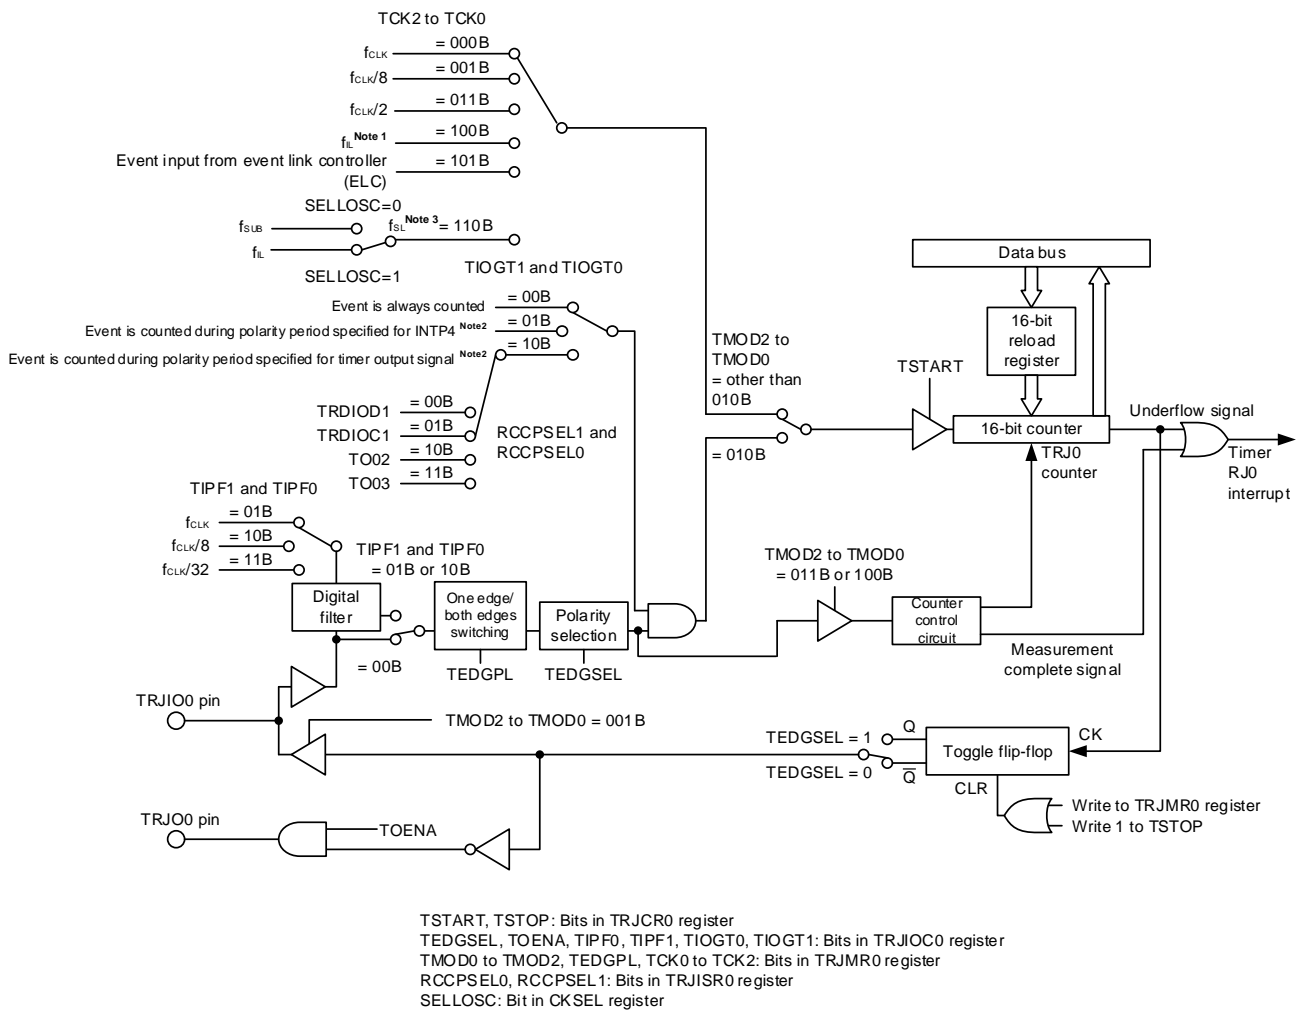 TCK2 to TCK0
fCLK
= 000B
fCLK/8
= 001B
fCLK/2
= 011B
fIL Note 1
= 100B
Event input from event link controller
(ELC)
= 101B
SELLOSC=0
fSUB
fSL Note 3 = 110B
fIL
SELLOSC=1
TIOGT1 and TIOGT0
Event is always counted
= 00B
Event is counted during polarity period specified for INTP4 Note2
= 01B
Event is counted during polarity period specified for timer output signal Note2
= 10B
TRDIOD1
= 00B
TRDIOC1
= 01B
TO02
= 10B
TO03
= 11B
RCCPSEL1 and
RCCPSEL0
TMOD2 to
TMOD0
= other than
010B
= 010B
TSTART
Data bus
16-bit
reload
register
16-bit counter
TRJ0
counter
Underflow signal
Timer
RJ0
interrupt
TIPF1 and TIPF0
fCLK
= 01B
fCLK/8
= 10B
fCLK/32
= 11B
Digital
filter
TIPF1 and TIPF0
= 01B or 10B
= 00B
One edge/
both edges
switching
TEDGPL
Polarity
selection
TEDGSEL
TMOD2 to TMOD0
= 011B or 100B
Counter
control
circuit
Measurement
complete signal
TRJIO0 pin
TMOD2 to TMOD0 = 001B
TEDGSEL = 1
Q
TEDGSEL = 0
Q̅
Toggle flip-flop
CK
CLR
Write to TRJMR0 register
Write 1 to TSTOP
TRJO0 pin
TOENA
TSTART, TSTOP: Bits in TRJCR0 register
TEDGSEL, TOENA, TIPF0, TIPF1, TIOGT0, TIOGT1: Bits in TRJIOC0 register
TMOD0 to TMOD2, TEDGPL, TCK0 to TCK2: Bits in TRJMR0 register
RCCPSEL0, RCCPSEL1: Bits in TRJISR0 register
SELLOSC: Bit in CKSEL register